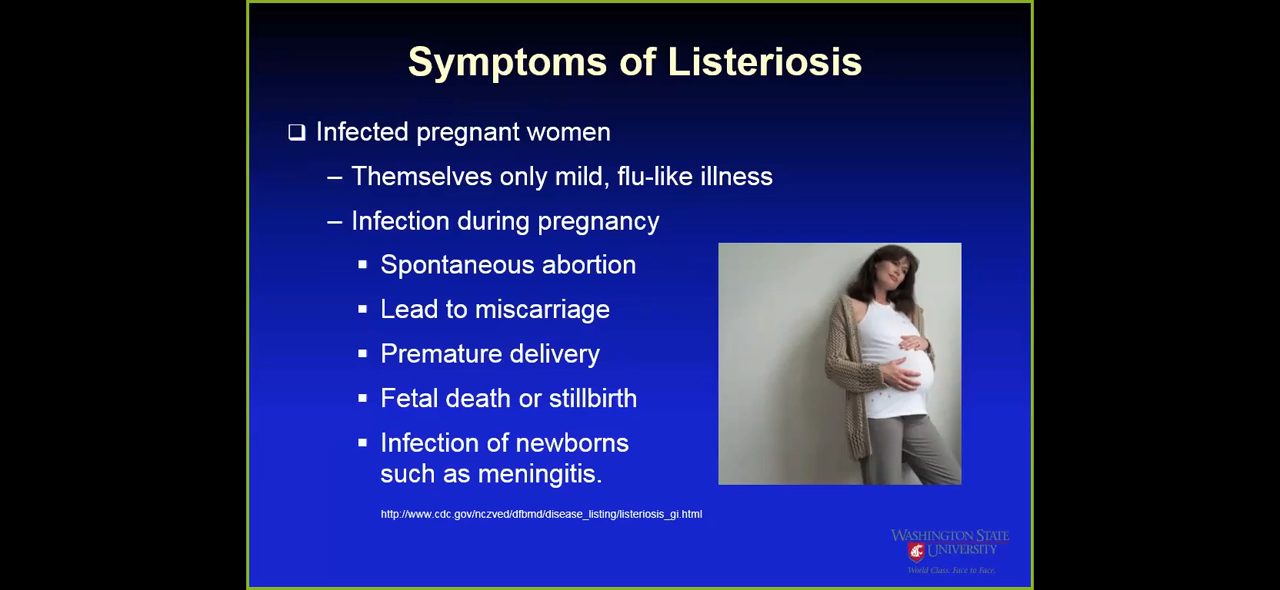 Symptoms of Listeriosis
❑ Infected pregnant women
– Themselves only mild, flu-like illness
– Infection during pregnancy
▪ Spontaneous abortion
▪ Lead to miscarriage
▪ Premature delivery
▪ Fetal death or stillbirth
▪ Infection of newborns
such as meningitis.
http://www.cdc.gov/nczved/dfbmd/disease_listing/listeriosis_gi.html
WASHINGTON STATE
UNIVERSITY
World Class. Face to Face.